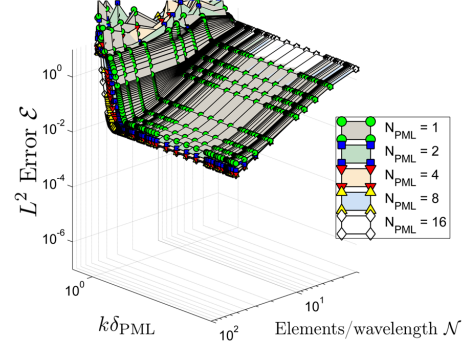 10^0
10^-2
10^-4
10^-6
L^2 Error ℰ
10^0
kδ_PML
10^2
10^1
Elements/wavelength 𝒩
N_PML = 1
N_PML = 2
N_PML = 4
N_PML = 8
N_PML = 16